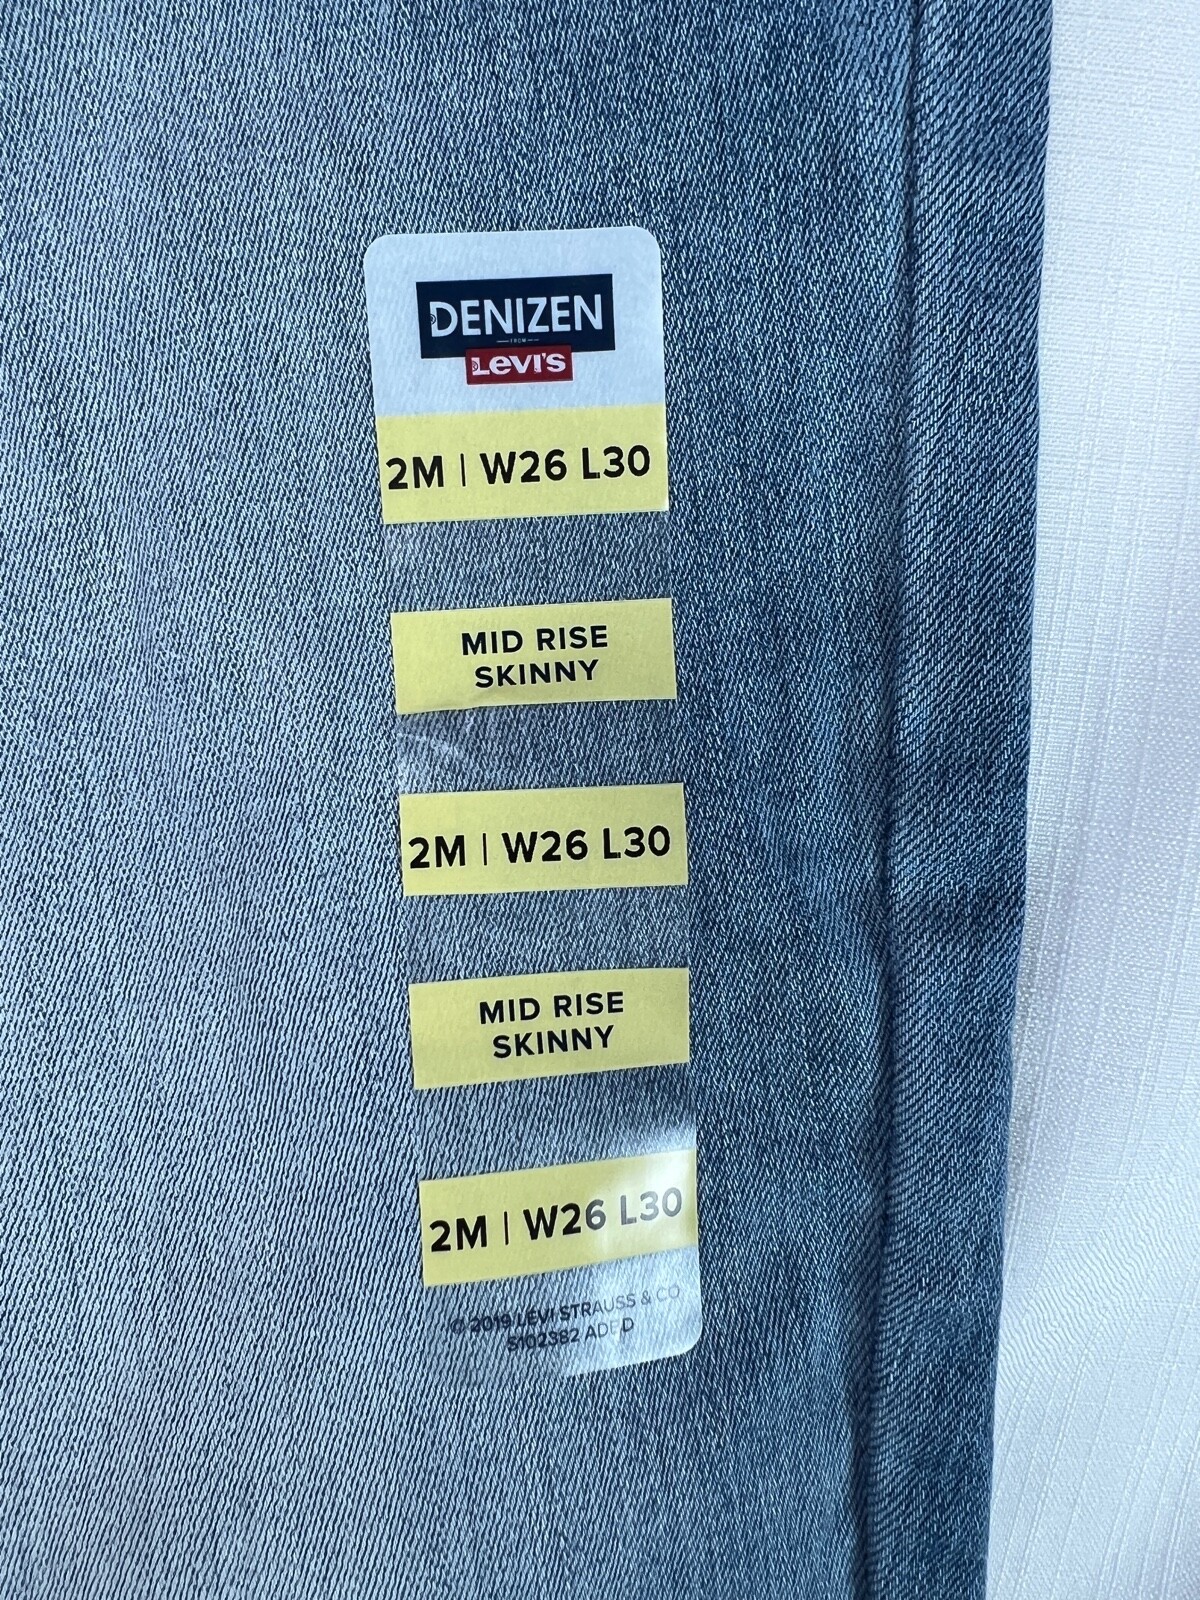 DENIZEN
FROM
Levi's
2M | W26 L30
MID RISE
SKINNY
2M | W26 L30
MID RISE
SKINNY
2M | W26 L30
© 2019 LEVI STRAUSS & CO
S102382